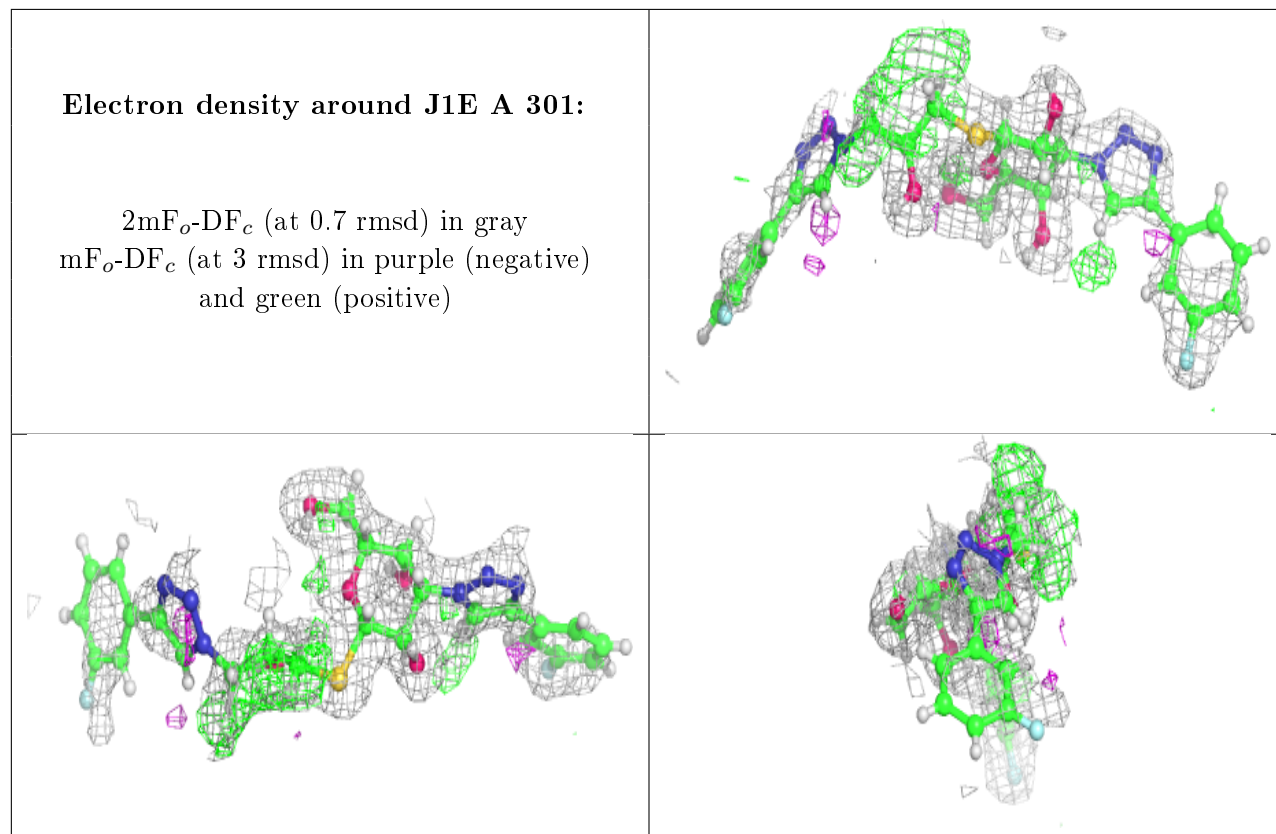 Electron density around J1E A 301:
2mFo-DFc (at 0.7 rmsd) in gray
mFo-DFc (at 3 rmsd) in purple (negative)
and green (positive)